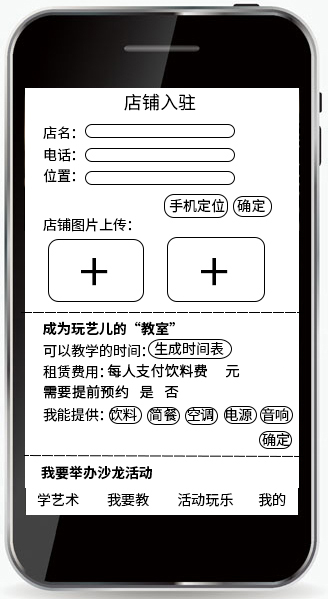 店铺入驻
店名：
电话：
位置：
手机定位 确定
店铺图片上传：
成为玩艺儿的“教室”
可以教学的时间：生成时间表
租赁费用：每人支付饮料费 元
需要提前预约 是 否
我能提供：饮料 简餐 空调 电源 音响
确定
我要举办沙龙活动
学艺术 我要教 活动玩乐 我的